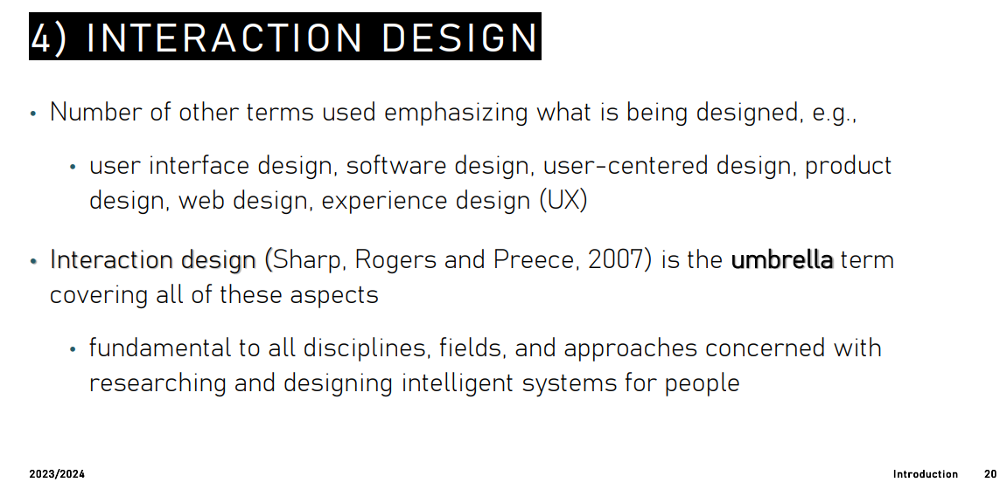 4) INTERACTION DESIGN
• Number of other terms used emphasizing what is being designed, e.g.,
• user interface design, software design, user-centered design, product
design, web design, experience design (UX)
• Interaction design (Sharp, Rogers and Preece, 2007) is the umbrella term
covering all of these aspects
• fundamental to all disciplines, fields, and approaches concerned with
researching and designing intelligent systems for people
2023/2024 Introduction 20